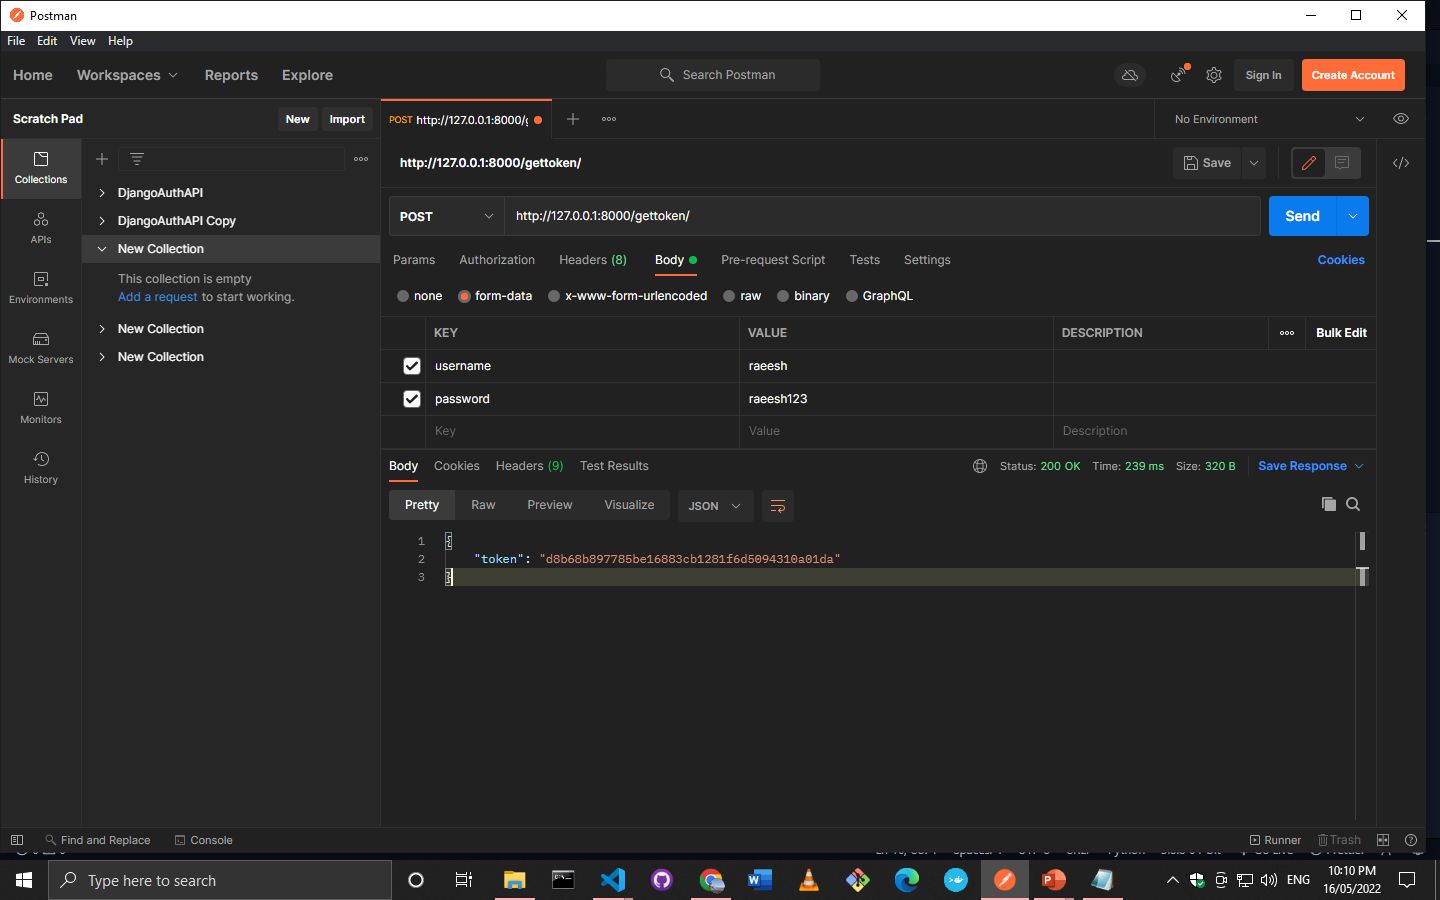 Postman
File Edit View Help
Home Workspaces Reports Explore
Search Postman
Sign In Create Account
Scratch Pad New Import
POST http://127.0.0.1:8000/g
No Environment
Collections
APIs
Environments
Mock Servers
Monitors
History
DjangoAuthAPI
DjangoAuthAPI Copy
New Collection
This collection is empty
Add a request to start working.
New Collection
New Collection
http://127.0.0.1:8000/gettoken/
Save
POST http://127.0.0.1:8000/gettoken/ Send
Params Authorization Headers (8) Body Pre-request Script Tests Settings Cookies
none form-data x-www-form-urlencoded raw binary GraphQL
KEY VALUE DESCRIPTION Bulk Edit
username raeesh
password raeesh123
Key Value Description
Body Cookies Headers (9) Test Results Status: 200 OK Time: 239 ms Size: 320 B Save Response
Pretty Raw Preview Visualize JSON
1 {
2 "token": "d8b68b897785be16883cb1281f6d5094310a01da"
3 }
Find and Replace Console Runner Trash
Type here to search
ENG
10:10 PM
16/05/2022